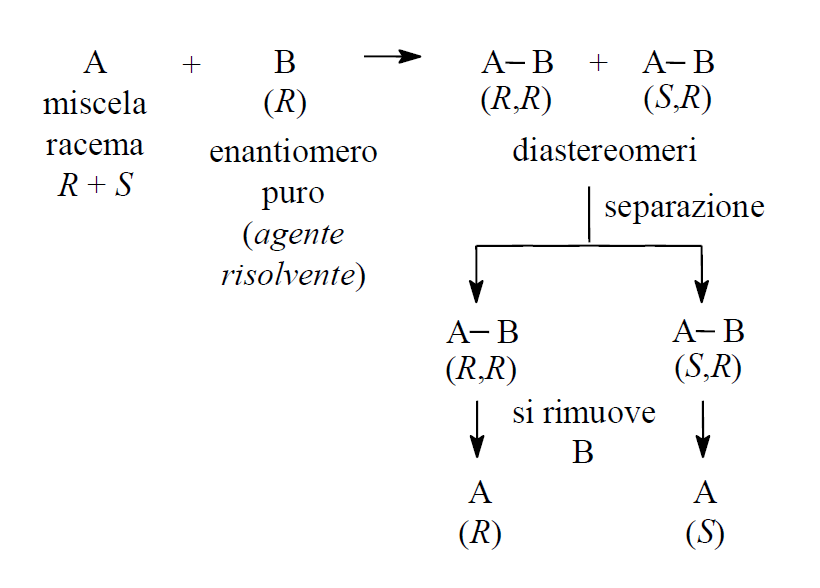 A + B A–B + A–B
miscela (R) (R,R) (S,R)
racema enantiomero diastereomeri
R + S puro
(agente separazione
risolvente)
A–B A–B
(R,R) (S,R)
si rimuove
B
A A
(R) (S)